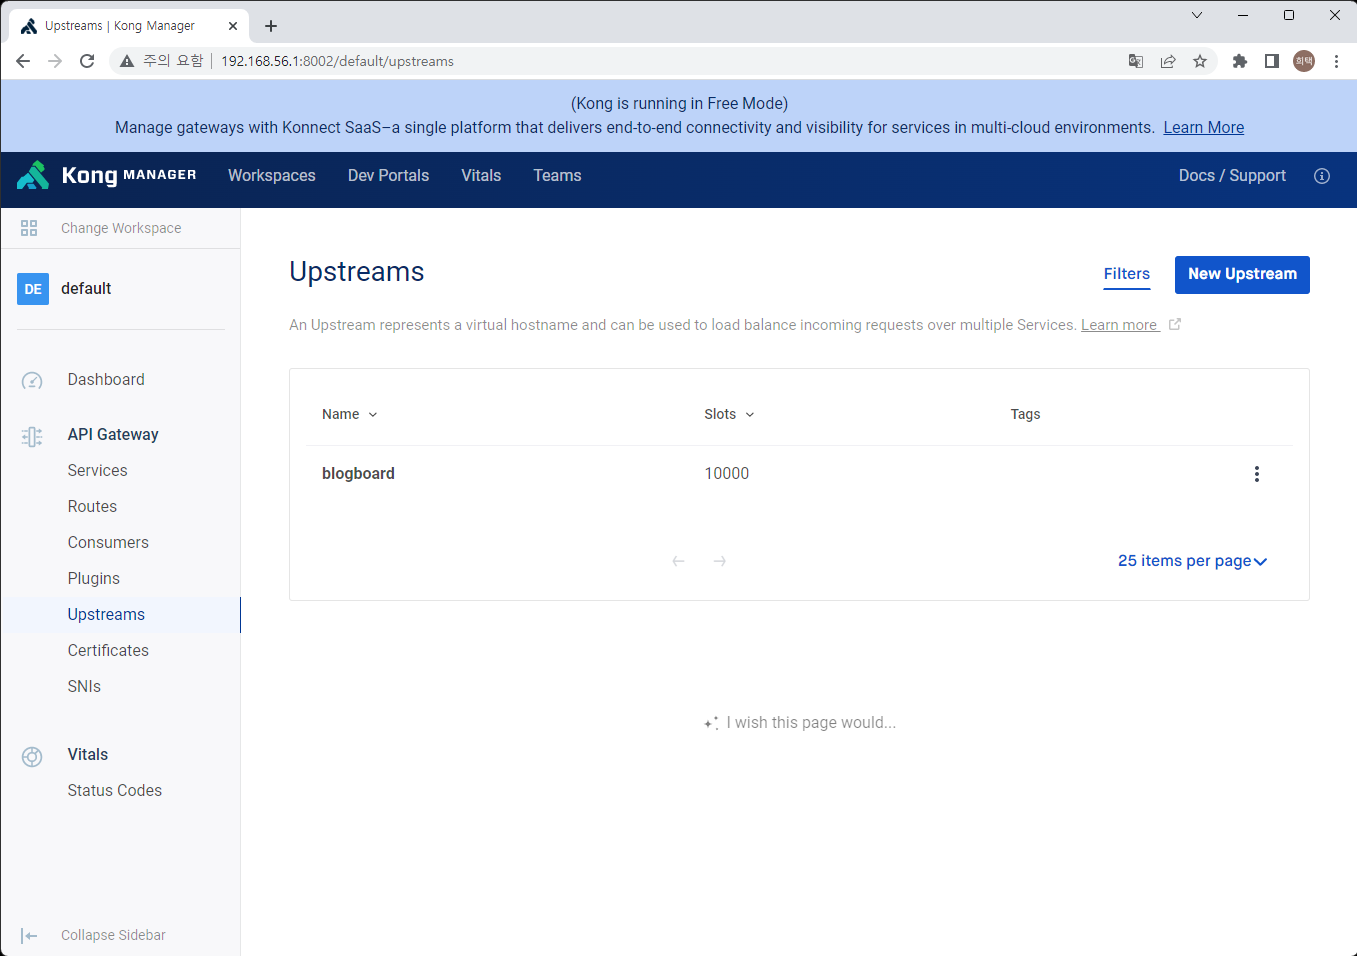 Upstreams | Kong Manager
주의 요함 | 192.168.56.1:8002/default/upstreams
희택
(Kong is running in Free Mode)
Manage gateways with Konnect SaaS–a single platform that delivers end-to-end connectivity and visibility for services in multi-cloud environments. Learn More
Kong MANAGER Workspaces Dev Portals Vitals Teams Docs / Support
Change Workspace
DE default
Dashboard
API Gateway
Services
Routes
Consumers
Plugins
Upstreams
Certificates
SNIs
Vitals
Status Codes
Collapse Sidebar
Upstreams
Filters New Upstream
An Upstream represents a virtual hostname and can be used to load balance incoming requests over multiple Services. Learn more
Name Slots Tags
blogboard 10000
25 items per page
I wish this page would...